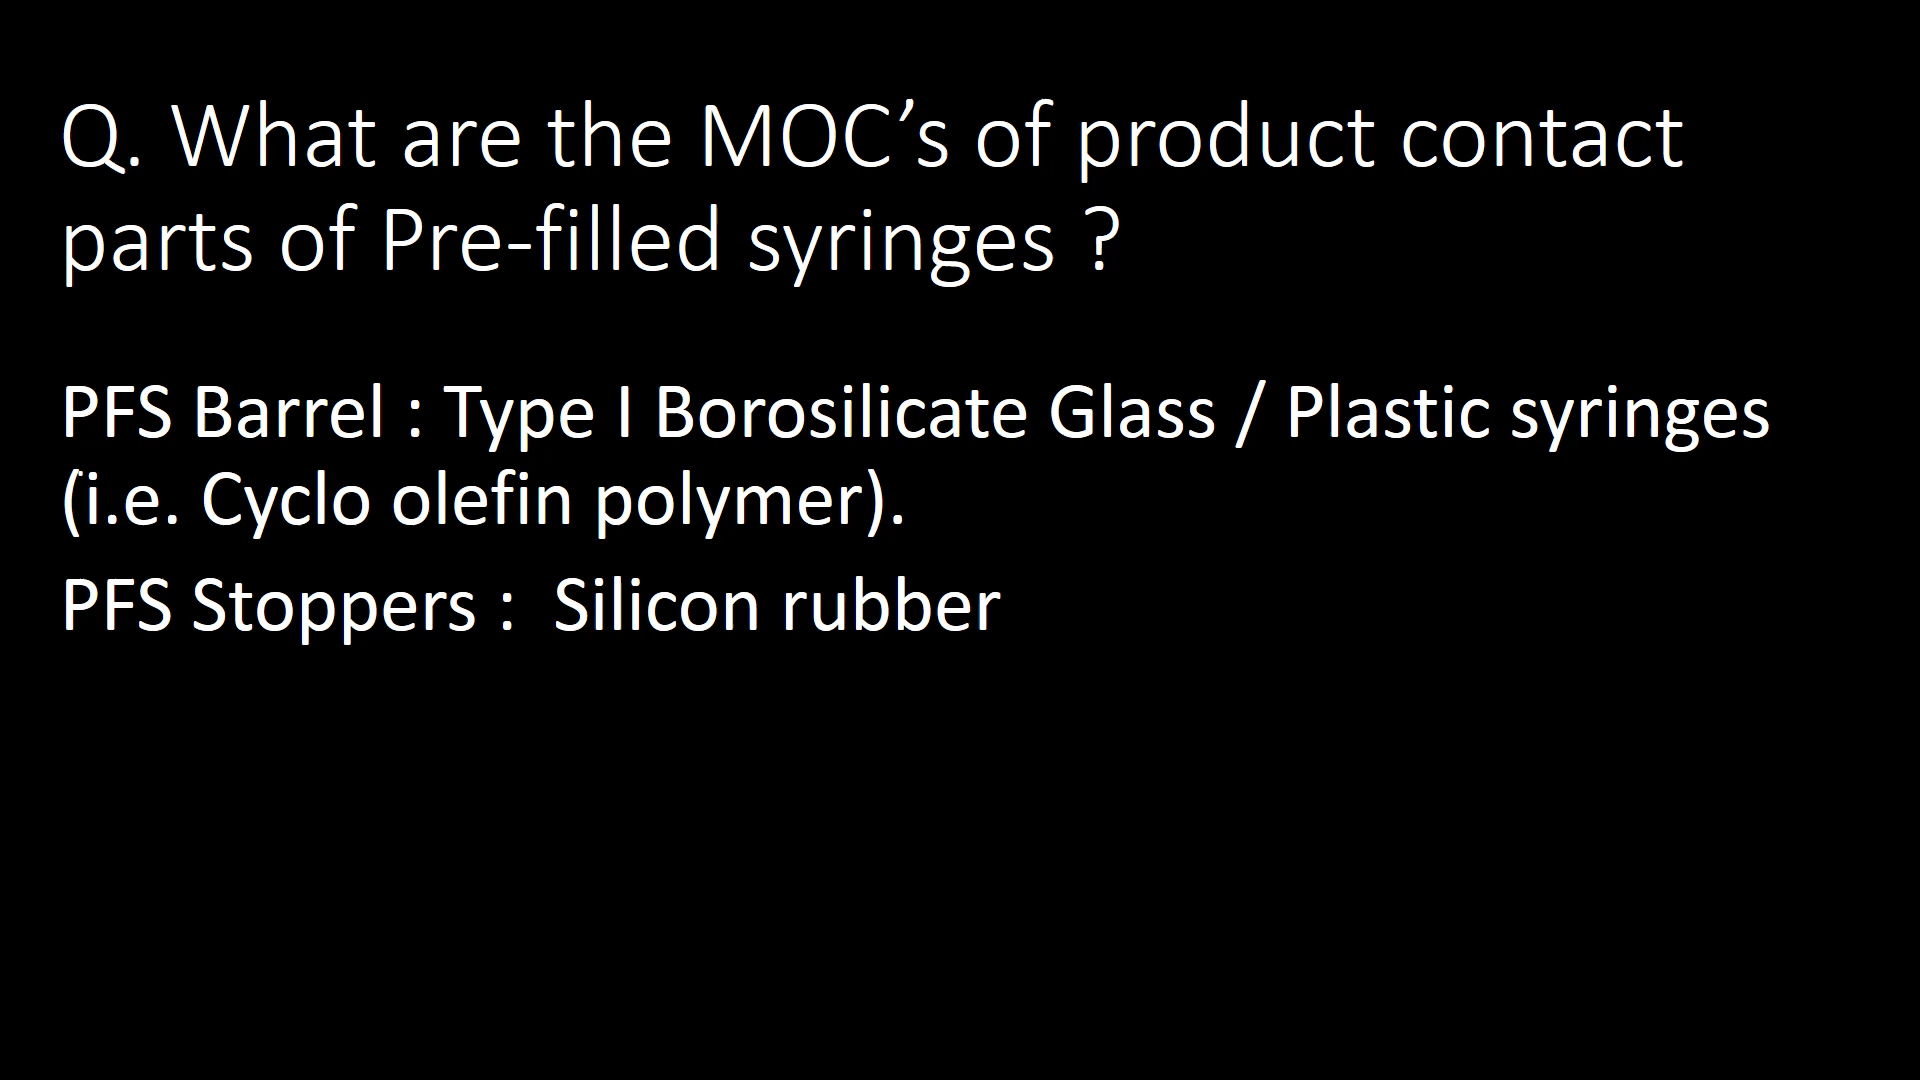 Q. What are the MOC’s of product contact
parts of Pre-filled syringes ?
PFS Barrel : Type I Borosilicate Glass / Plastic syringes
(i.e. Cyclo olefin polymer).
PFS Stoppers :  Silicon rubber